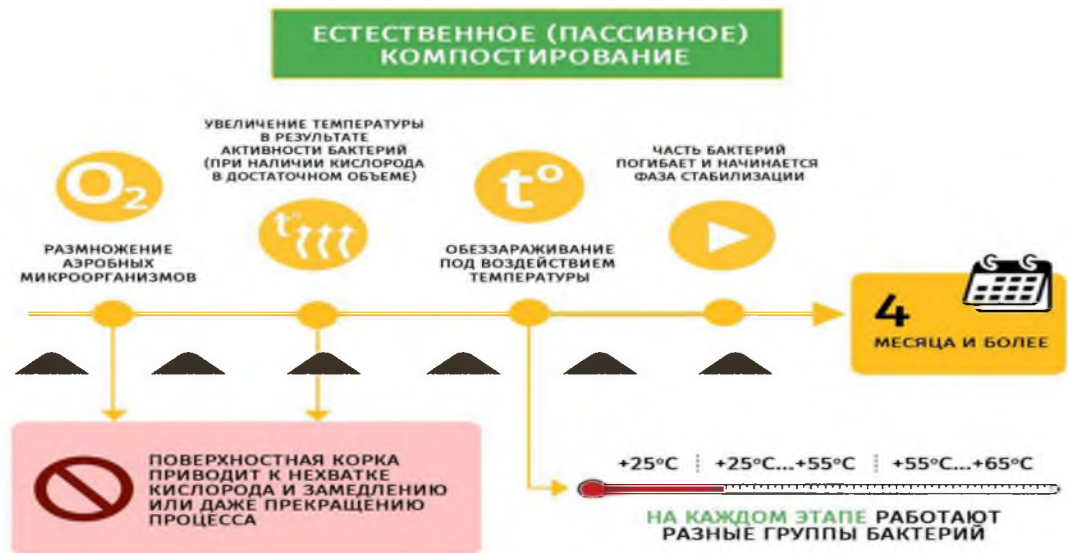 ЕСТЕСТВЕННОЕ (ПАССИВНОЕ)
КОМПОСТИРОВАНИЕ
O2
РАЗМНОЖЕНИЕ
АЭРОБНЫХ
МИКРООРГАНИЗМОВ
УВЕЛИЧЕНИЕ ТЕМПЕРАТУРЫ
В РЕЗУЛЬТАТЕ
АКТИВНОСТИ БАКТЕРИЙ
(ПРИ НАЛИЧИИ КИСЛОРОДА
В ДОСТАТОЧНОМ ОБЪЕМЕ)
t°
t°
ОБЕЗЗАРАЖИВАНИЕ
ПОД ВОЗДЕЙСТВИЕМ
ТЕМПЕРАТУРЫ
ЧАСТЬ БАКТЕРИЙ
ПОГИБАЕТ И НАЧИНАЕТСЯ
ФАЗА СТАБИЛИЗАЦИИ
4
МЕСЯЦА И БОЛЕЕ
ПОВЕРХНОСТНАЯ КОРКА
ПРИВОДИТ К НЕХВАТКЕ
КИСЛОРОДА И ЗАМЕДЛЕНИЮ
ИЛИ ДАЖЕ ПРЕКРАЩЕНИЮ
ПРОЦЕССА
+25°C +25°C...+55°C +55°C...+65°C
НА КАЖДОМ ЭТАПЕ РАБОТАЮТ
РАЗНЫЕ ГРУППЫ БАКТЕРИЙ